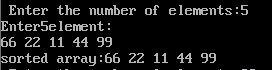 Enter the number of elements:5
Enter5element:
66 22 11 44 99
sorted array:66 22 11 44 99